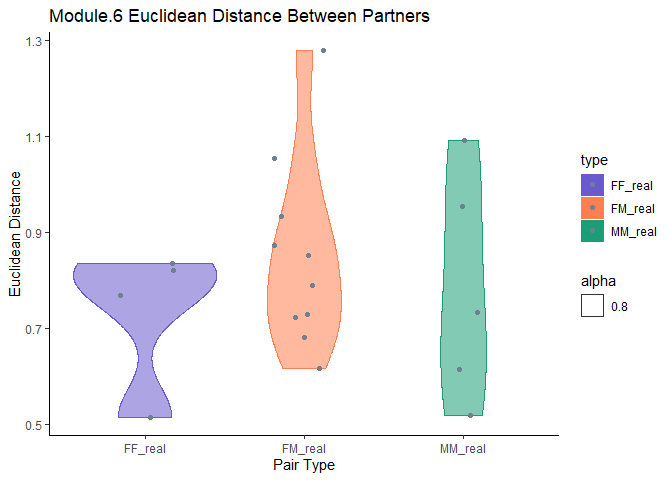 Module.6 Euclidean Distance Between Partners
1.3
1.1
0.9
0.7
0.5
Euclidean Distance
FF_real
FM_real
MM_real
Pair Type
type
FF_real
FM_real
MM_real
alpha
0.8